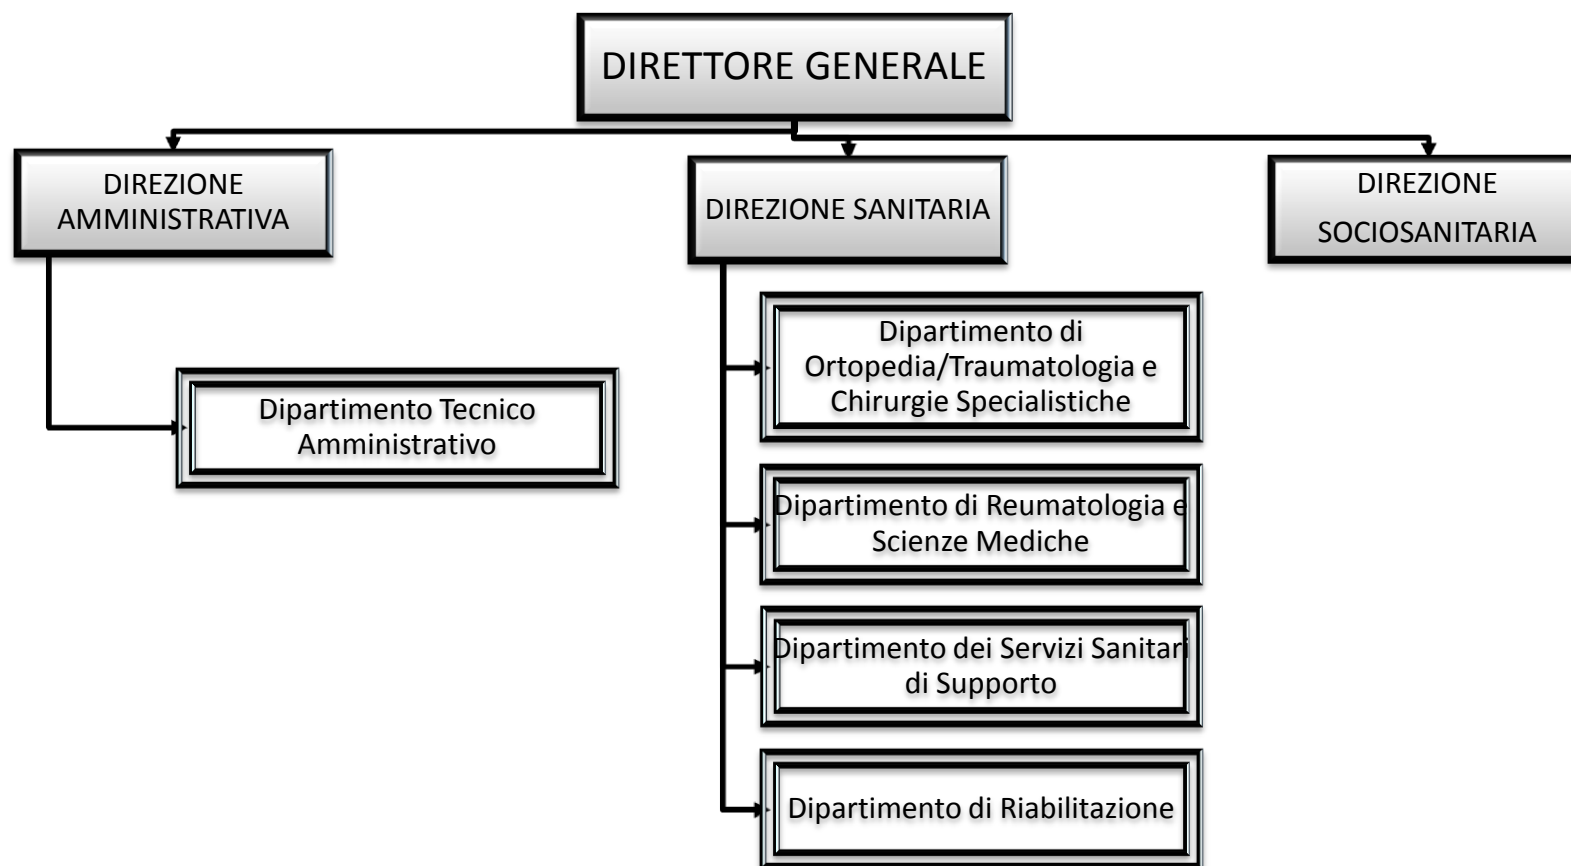 DIRETTORE GENERALE
DIREZIONE
AMMINISTRATIVA
DIREZIONE SANITARIA
DIREZIONE
SOCIOSANITARIA
Dipartimento Tecnico
Amministrativo
Dipartimento di
Ortopedia/Traumatologia e
Chirurgie Specialistiche
Dipartimento di Reumatologia e
Scienze Mediche
Dipartimento dei Servizi Sanitari
di Supporto
Dipartimento di Riabilitazione